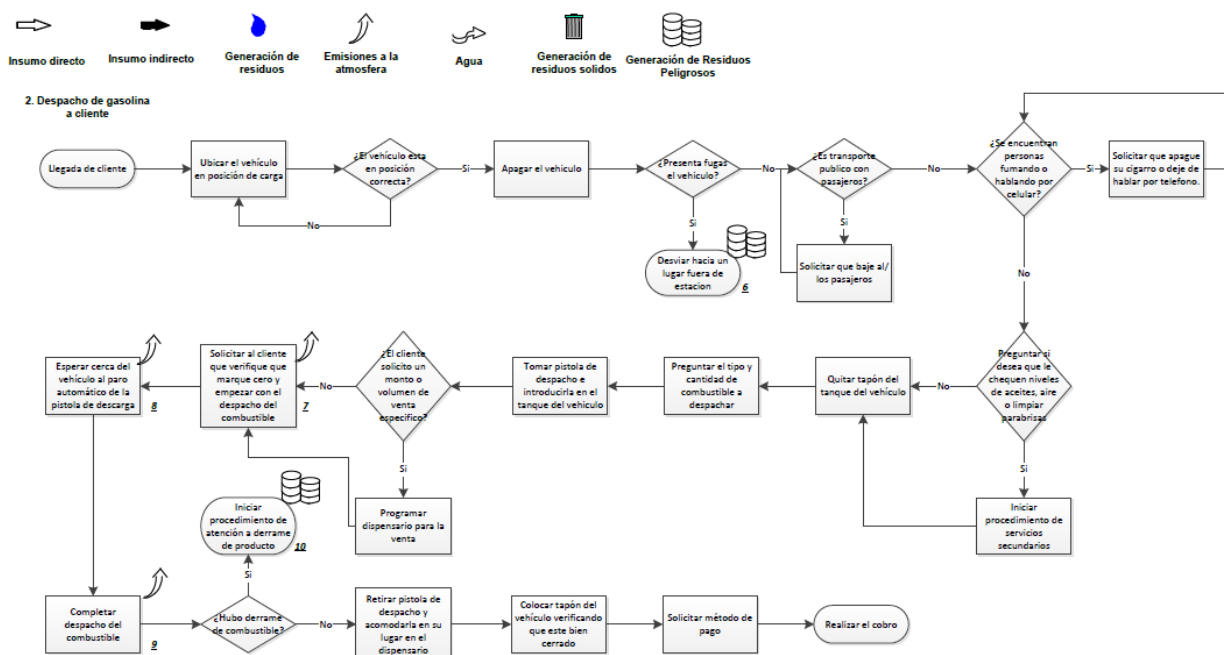 Insumo directo
Insumo indirecto
Generación de
residuos
Emisiones a la
atmosfera
Agua
Generación de
residuos solidos
Generación de Residuos
Peligrosos
2. Despacho de gasolina
a cliente
Llegada de cliente
Ubicar el vehículo
en posición de carga
¿El vehículo esta
en posición
correcta?
Si
No
Apagar el vehiculo
¿Presenta fugas
el vehiculo?
No
Si
Desviar hacia un
lugar fuera de
estacion
6
¿Es transporte
publico con
pasajeros?
No
Si
Solicitar que baje al/
los pasajeros
¿Se encuentran
personas
fumando o
hablando por
celular?
Si
Solicitar que apague
su cigarro o deje de
hablar por telefono.
No
Preguntar si
desea que le
chequen niveles
de aceites, aire
o limpiar
parabrisas
No
Si
Iniciar
procedimiento de
servicios
secundarios
Quitar tapón del
tanque del vehículo
Preguntar el tipo y
cantidad de
combustible a
despachar
Tomar pistola de
despacho e
introducirla en el
tanque del vehiculo
¿El cliente
solicito un
monto o
volumen de
venta
especifico?
No
Si
Programar
dispensario para la
venta
Solicitar al cliente
que verifique que
marque cero y
empezar con el
despacho del
combustible
7
Esperar cerca del
vehículo al paro
automático de la
pistola de descarga
8
Completar
despacho del
combustible
9
¿Hubo derrame
de combustible?
Si
Iniciar
procedimiento de
atención a derrame
de producto
10
No
Retirar pistola de
despacho y
acomodarla en su
lugar en el
dispensario
Colocar tapón del
vehículo verificando
que este bien
cerrado
Solicitar método de
pago
Realizar el cobro